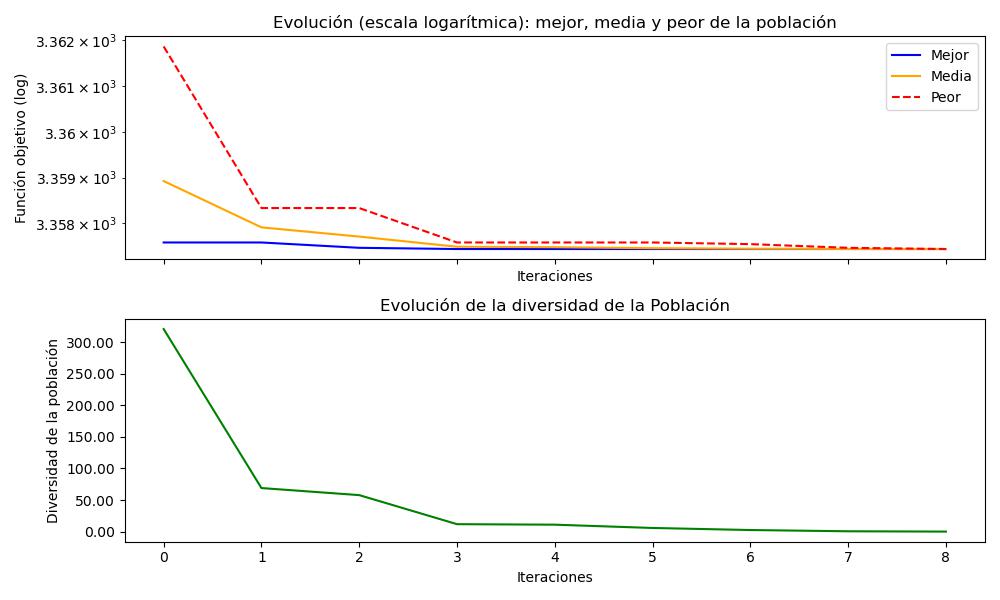 Evolución (escala logarítmica): mejor, media y peor de la población
3.362 × 10³
3.361 × 10³
3.36 × 10³
3.359 × 10³
3.358 × 10³
Función objetivo (log)
Mejor
Media
Peor
Iteraciones
Evolución de la diversidad de la Población
300.00
250.00
200.00
150.00
100.00
50.00
0.00
Diversidad de la población
0 1 2 3 4 5 6 7 8
Iteraciones